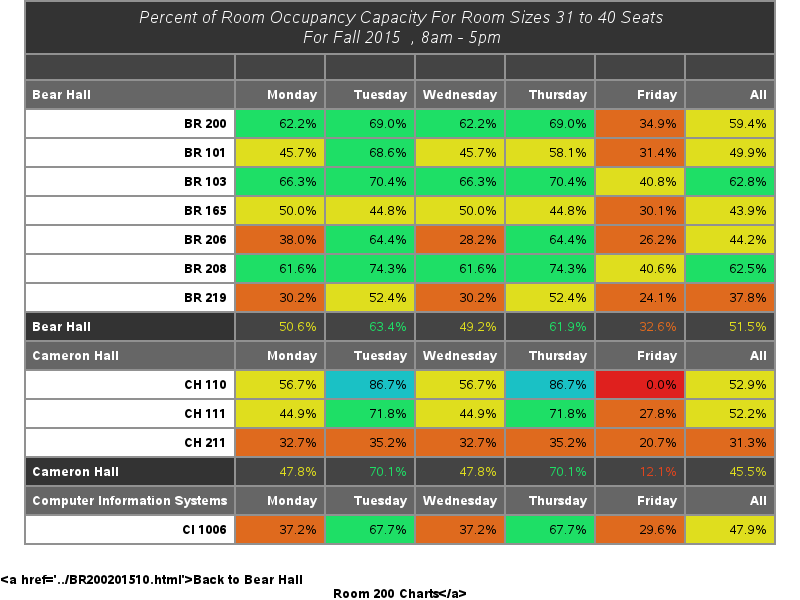 Percent of Room Occupancy Capacity For Room Sizes 31 to 40 Seats
For Fall 2015 , 8am - 5pm
Bear Hall Monday Tuesday Wednesday Thursday Friday All
BR 200 62.2% 69.0% 62.2% 69.0% 34.9% 59.4%
BR 101 45.7% 68.6% 45.7% 58.1% 31.4% 49.9%
BR 103 66.3% 70.4% 66.3% 70.4% 40.8% 62.8%
BR 165 50.0% 44.8% 50.0% 44.8% 30.1% 43.9%
BR 206 38.0% 64.4% 28.2% 64.4% 26.2% 44.2%
BR 208 61.6% 74.3% 61.6% 74.3% 40.6% 62.5%
BR 219 30.2% 52.4% 30.2% 52.4% 24.1% 37.8%
Bear Hall 50.6% 63.4% 49.2% 61.9% 32.6% 51.5%
Cameron Hall Monday Tuesday Wednesday Thursday Friday All
CH 110 56.7% 86.7% 56.7% 86.7% 0.0% 52.9%
CH 111 44.9% 71.8% 44.9% 71.8% 27.8% 52.2%
CH 211 32.7% 35.2% 32.7% 35.2% 20.7% 31.3%
Cameron Hall 47.8% 70.1% 47.8% 70.1% 12.1% 45.5%
Computer Information Systems Monday Tuesday Wednesday Thursday Friday All
CI 1006 37.2% 67.7% 37.2% 67.7% 29.6% 47.9%
<a href='../BR200201510.html'>Back to Bear Hall
Room 200 Charts</a>